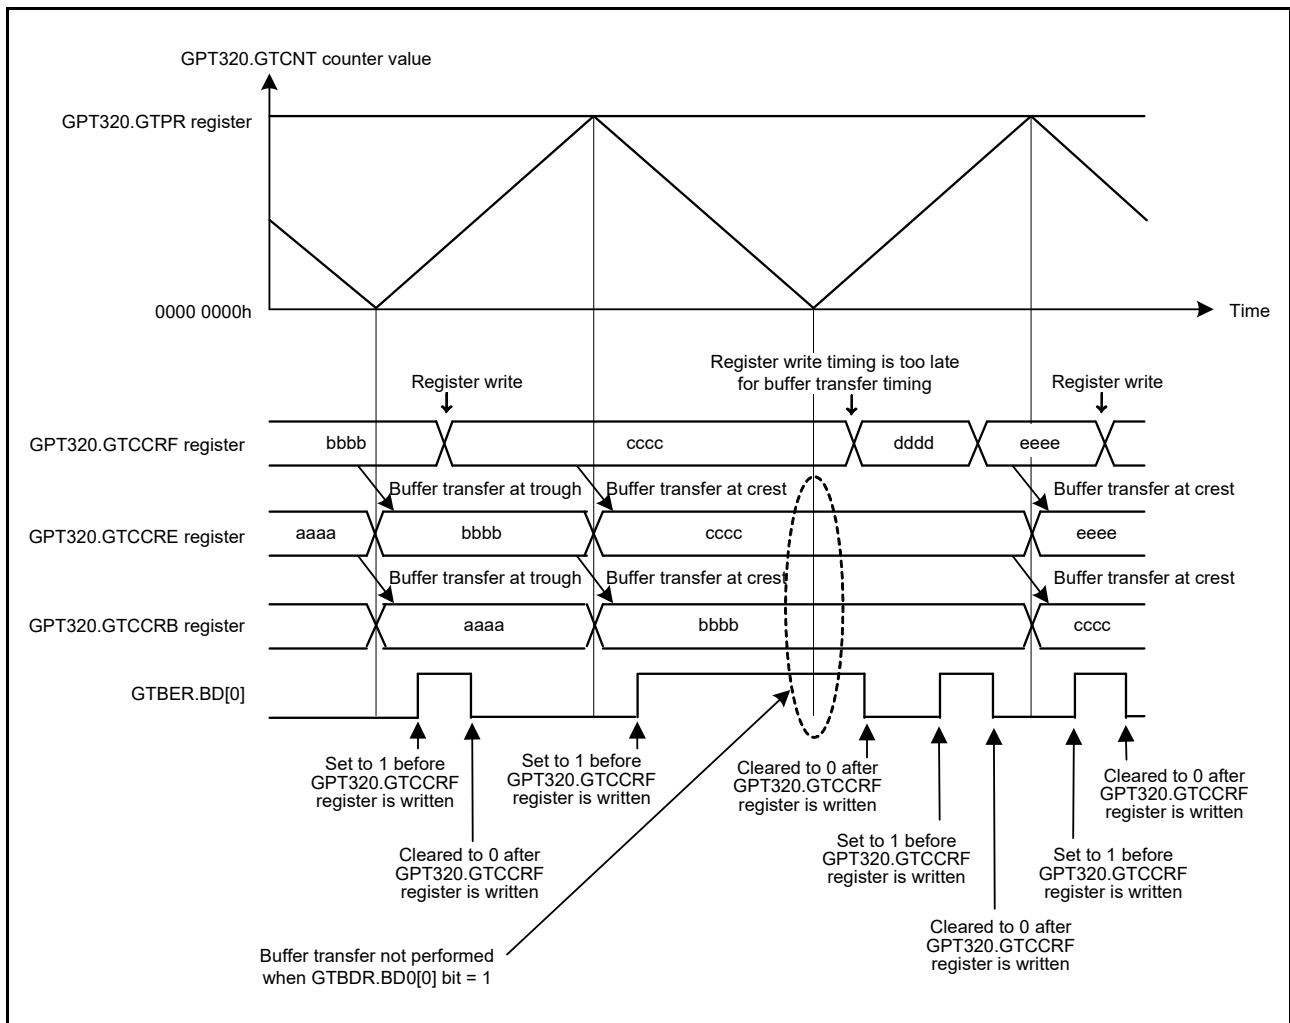 GPT320.GTCNT counter value
GPT320.GTPR register
0000 0000h
Time
Register write timing is too late
for buffer transfer timing
Register write
Register write
GPT320.GTCCRF register
bbbb
cccc
dddd
eeee
Buffer transfer at trough
Buffer transfer at crest
Buffer transfer at crest
GPT320.GTCCRE register
aaaa
bbbb
cccc
eeee
Buffer transfer at trough
Buffer transfer at crest
Buffer transfer at crest
GPT320.GTCCRB register
aaaa
bbbb
cccc
GTBER.BD[0]
Set to 1 before
GPT320.GTCCRF
register is written
Set to 1 before
GPT320.GTCCRF
register is written
Cleared to 0 after
GPT320.GTCCRF
register is written
Cleared to 0 after
GPT320.GTCCRF
register is written
Cleared to 0 after
GPT320.GTCCRF
register is written
Set to 1 before
GPT320.GTCCRF
register is written
Set to 1 before
GPT320.GTCCRF
register is written
Cleared to 0 after
GPT320.GTCCRF
register is written
Buffer transfer not performed
when GTBDR.BD0[0] bit = 1